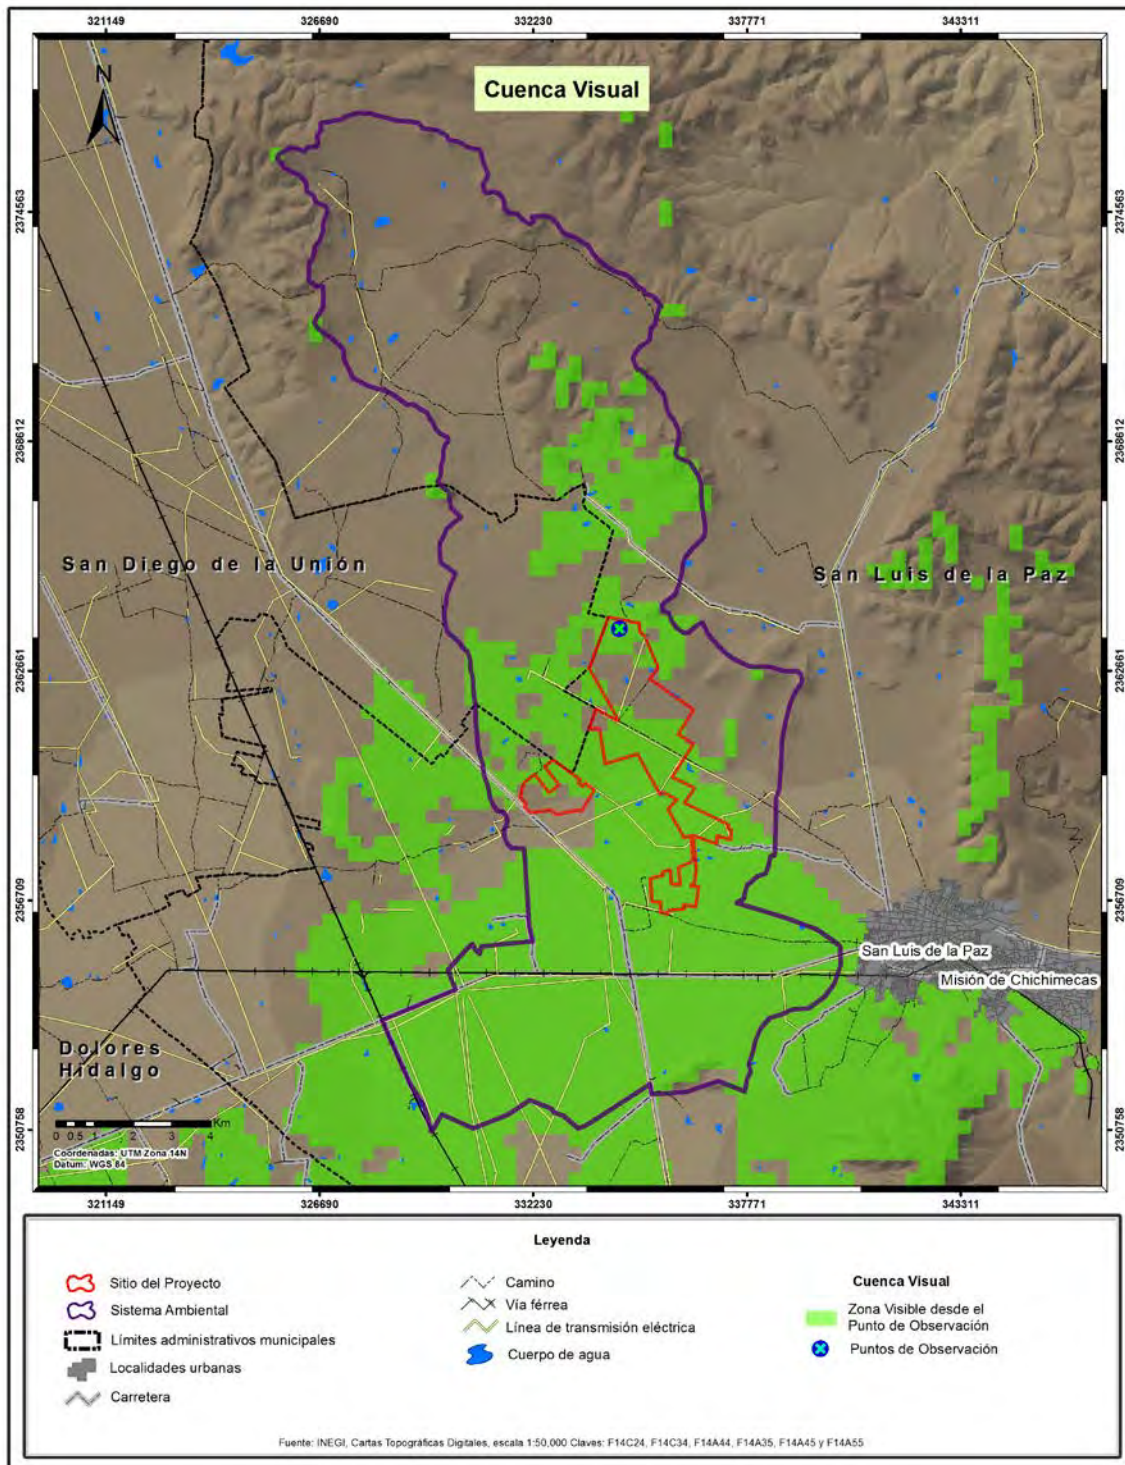 321149 326690 332230 337771 343311
Cuenca Visual
N
2374563 2374563
2368612 2368612
San Diego de la Unión
San Luis de la Paz
2362661 2362661
2356709 2356709
San Luis de la Paz
Misión de Chichimecas
Dolores
Hidalgo
2350758 2350758
Km
0 0.5 1 2 3 4
Coordenadas: UTM Zona 14N
Datum: WGS 84
321149 326690 332230 337771 343311
Leyenda
Sitio del Proyecto
Sistema Ambiental
Límites administrativos municipales
Localidades urbanas
Carretera
Camino
Vía férrea
Línea de transmisión eléctrica
Cuerpo de agua
Cuenca Visual
Zona Visible desde el
Punto de Observación
Puntos de Observación
Fuente: INEGI, Cartas Topográficas Digitales, escala 1:50,000 Claves: F14C24, F14C34, F14A44, F14A35, F14A45 y F14A55